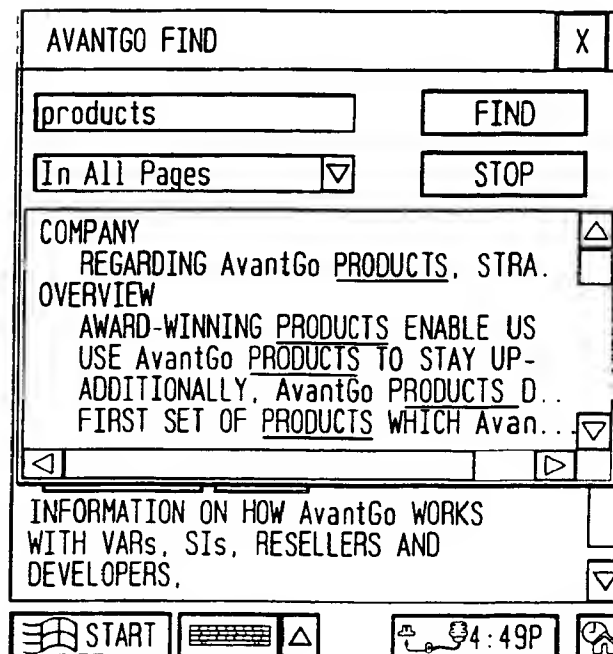 AVANTGO FIND X
products FIND
In All Pages STOP
COMPANY
REGARDING AvantGo PRODUCTS, STRA.
OVERVIEW
AWARD-WINNING PRODUCTS ENABLE US
USE AvantGo PRODUCTS TO STAY UP-
ADDITIONALLY, AvantGo PRODUCTS D..
FIRST SET OF PRODUCTS WHICH Avan...
INFORMATION ON HOW AvantGo WORKS
WITH VARs, SIs, RESELLERS AND
DEVELOPERS,
START 4:49P